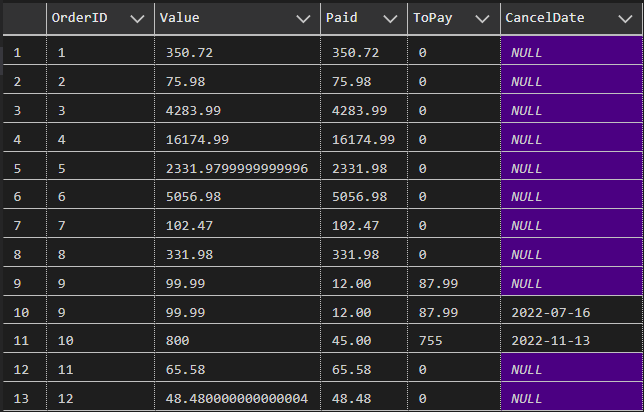 OrderID Value Paid ToPay CancelDate
1 1 350.72 350.72 0 NULL
2 2 75.98 75.98 0 NULL
3 3 4283.99 4283.99 0 NULL
4 4 16174.99 16174.99 0 NULL
5 5 2331.9799999999996 2331.98 0 NULL
6 6 5056.98 5056.98 0 NULL
7 7 102.47 102.47 0 NULL
8 8 331.98 331.98 0 NULL
9 9 99.99 12.00 87.99 NULL
10 9 99.99 12.00 87.99 2022-07-16
11 10 800 45.00 755 2022-11-13
12 11 65.58 65.58 0 NULL
13 12 48.480000000000004 48.48 0 NULL